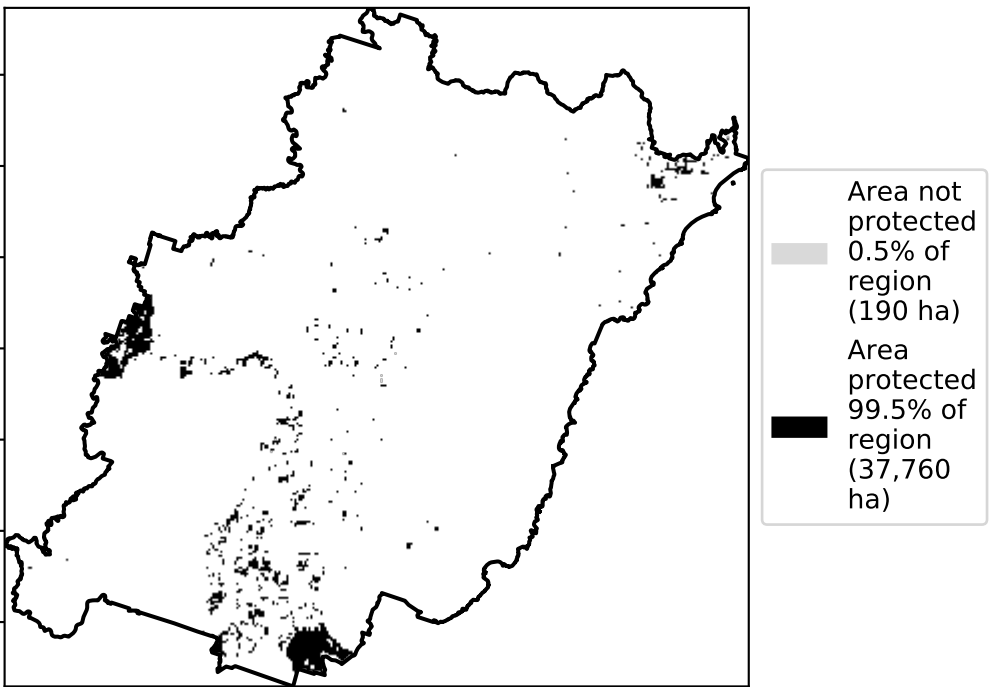 Area not
protected
0.5% of
region
(190 ha)
Area
protected
99.5% of
region
(37,760
ha)